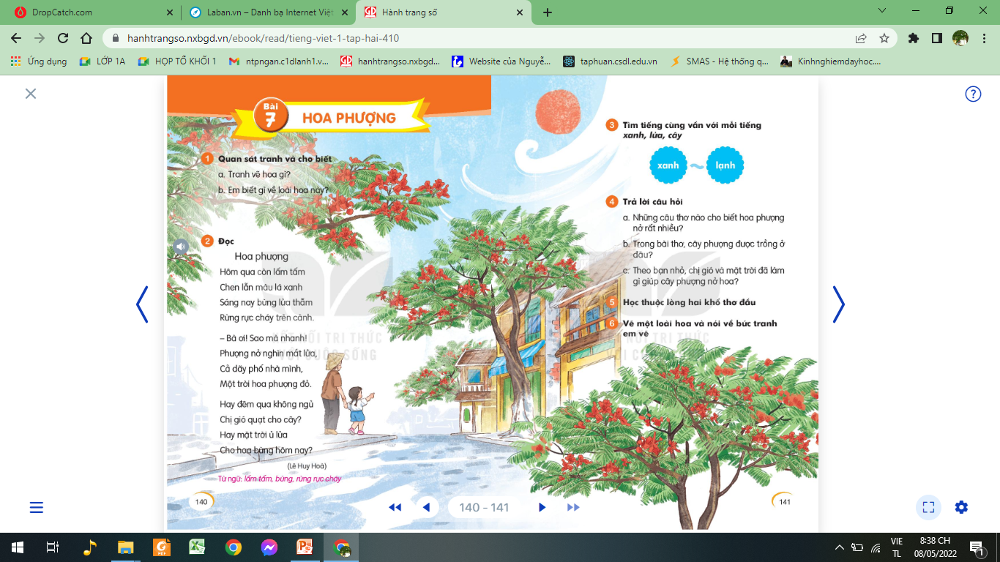 DropCatch.com
Laban.vn – Danh bạ Internet Việt
Hành trang số
hanhtrangso.nxbgd.vn/ebook/read/tieng-viet-1-tap-hai-410
Ứng dụng
LỚP 1A
HỌP TỔ KHỐI 1
ntpngan.c1dlanh1.v...
hanhtrangso.nxbgd...
Website của Nguyễ...
taphuan.csdl.edu.vn
SMAS - Hệ thống q...
Kinhnghiemdayhoc....
Bài
7
HOA PHƯỢNG
1 Quan sát tranh và cho biết
a. Tranh vẽ hoa gì?
b. Em biết gì về loài hoa này?
2 Đọc
Hoa phượng
Hôm qua còn lấm tấm
Chen lẫn màu lá xanh
Sáng nay bừng lửa thẫm
Rừng rực cháy trên cành.
– Bà ơi! Sao mà nhanh!
Phượng nở nghìn mắt lửa,
Cả dãy phố nhà mình,
Một trời hoa phượng đỏ.
Hay đêm qua không ngủ
Chị gió quạt cho cây?
Hay mặt trời ủ lửa
Cho hoa bừng hôm nay?
(Lê Huy Hoà)
Từ ngữ: lấm tấm, bừng, rừng rực cháy
140
3 Tìm tiếng cùng vần với mỗi tiếng
xanh, lửa, cây
xanh
lạnh
4 Trả lời câu hỏi
a. Những câu thơ nào cho biết hoa phượng
nở rất nhiều?
b. Trong bài thơ, cây phượng được trồng ở
đâu?
c. Theo bạn nhỏ, chị gió và mặt trời đã làm
gì giúp cây phượng nở hoa?
5 Học thuộc lòng hai khổ thơ đầu
6 Vẽ một loài hoa và nói về bức tranh
em vẽ
KẾT NỐI TRI THỨC
VỚI CUỘC SỐNG
141
140 - 141
VIE
TL
8:38 CH
08/05/2022
1